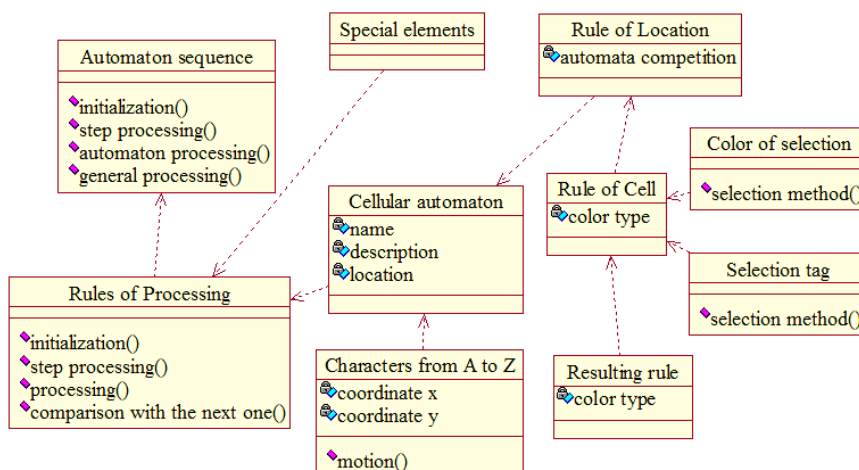 Automaton sequence
initialization()
step processing()
automaton processing()
general processing()
Special elements
Rule of Location
automata competition
Color of selection
selection method()
Rule of Cell
color type
Cellular automaton
name
description
location
Selection tag
selection method()
Rules of Processing
initialization()
step processing()
processing()
comparison with the next one()
Characters from A to Z
coordinate x
coordinate y
motion()
Resulting rule
color type